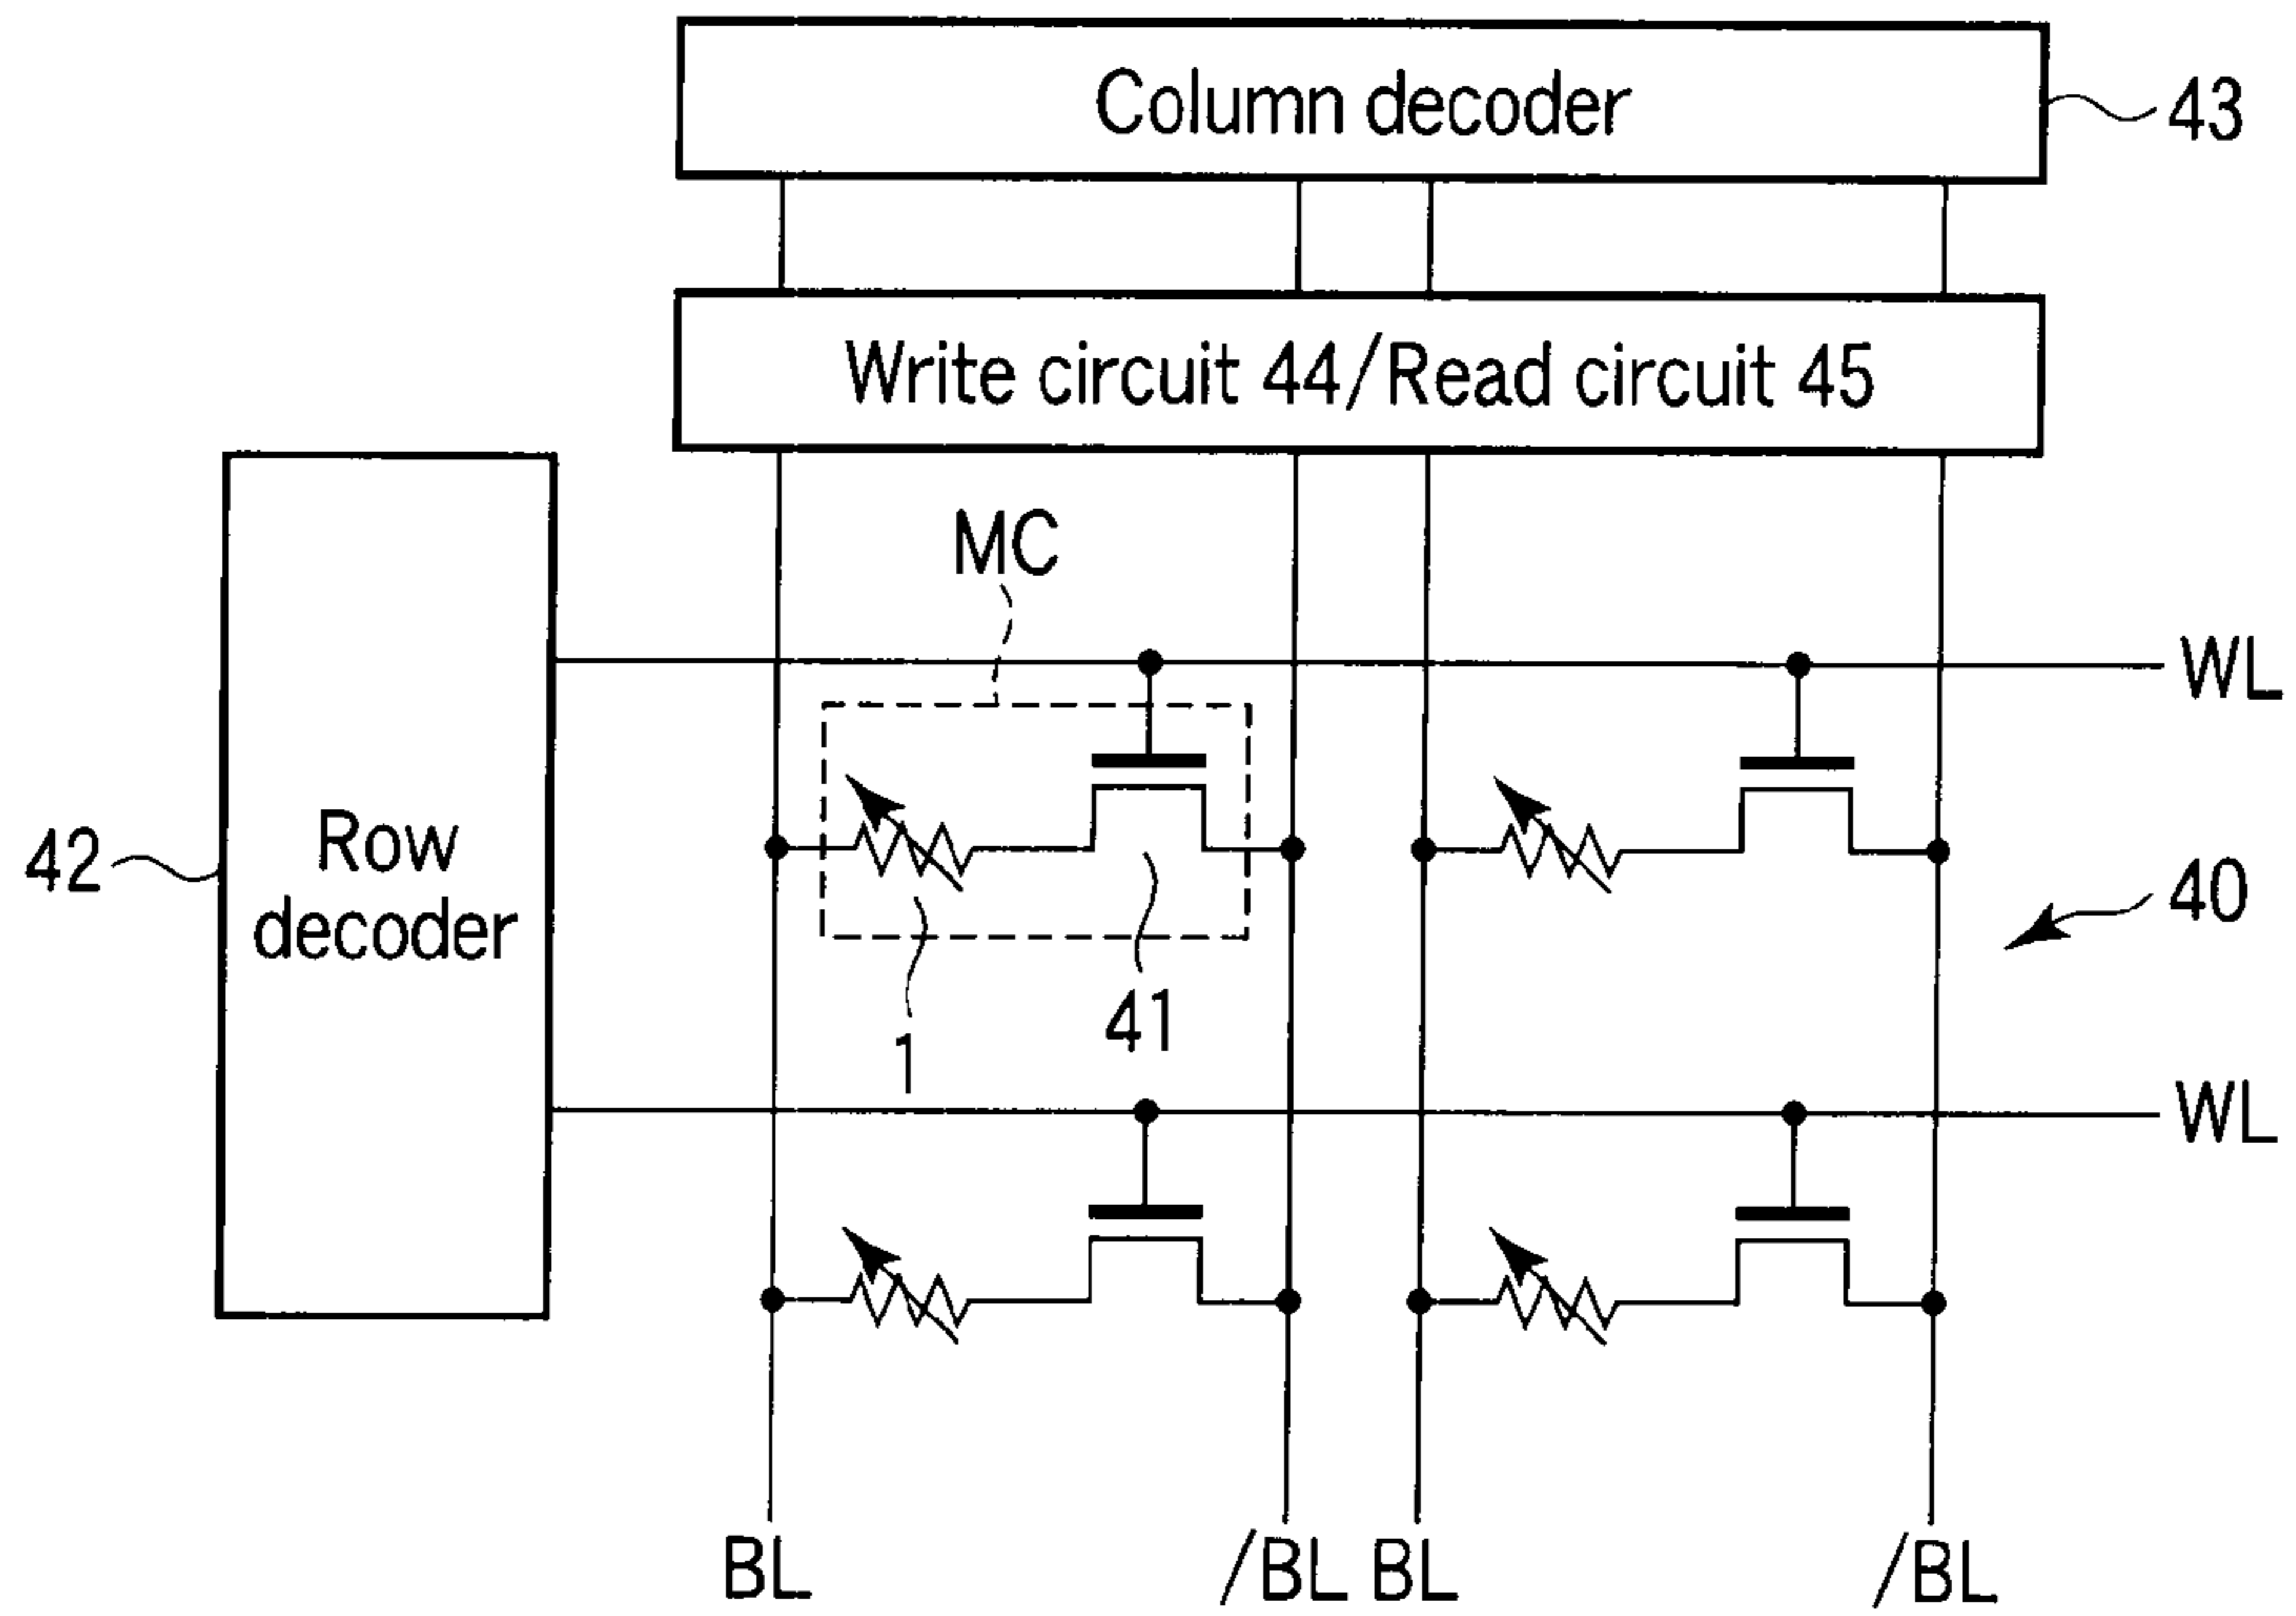 Column decoder
43
Write circuit 44/Read circuit 45
MC
WL
42
Row
decoder
40
1
41
WL
BL
/BL
BL
/BL